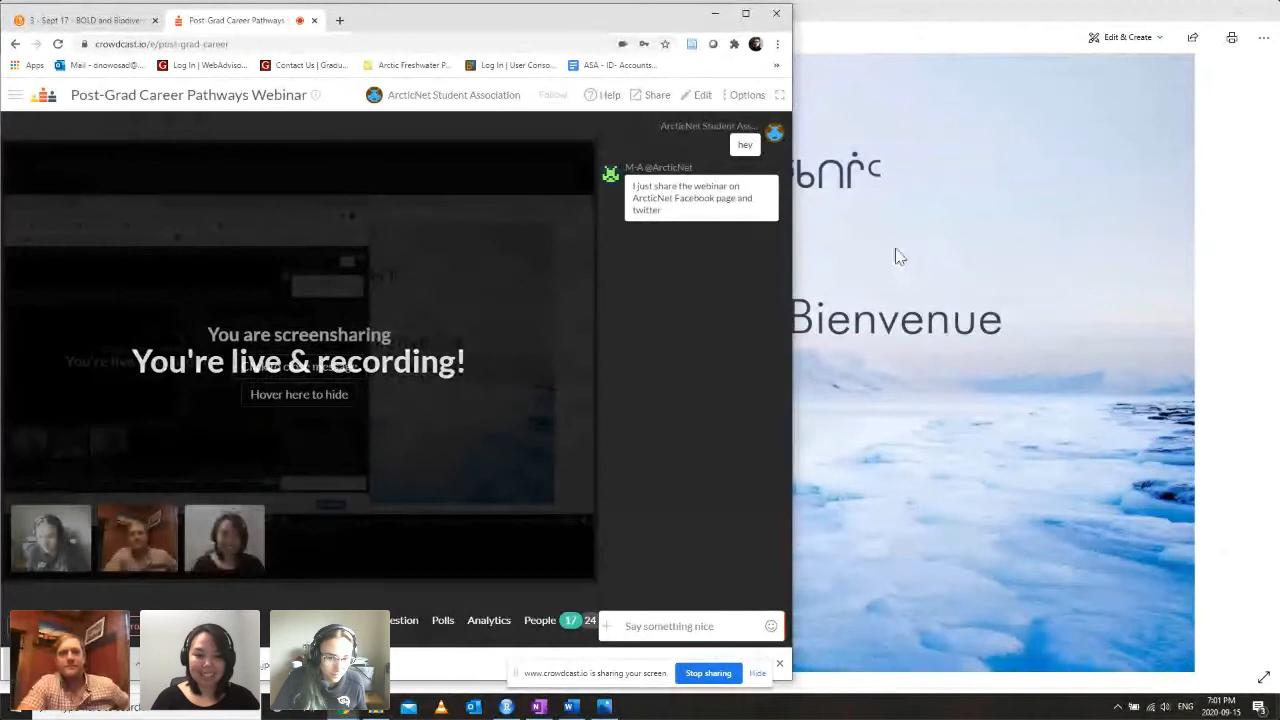 3 - Sept 17 - BOLD and Biodiver
Post-Grad Career Pathways
crowdcast.io/e/post-grad-career
Edit & Create
Apps
Mail - dnowosad@...
Log In | WebAdviso...
Contact Us | Gradu...
Arctic Freshwater P...
Log In | User Conso...
ASA - ID- Accounts...
Post-Grad Career Pathways Webinar
ArcticNet Student Association
Follow
Help
Share
Edit
Options
ArcticNet Student Ass...
hey
M-A @ArcticNet
I just share the webinar on
ArcticNet Facebook page and
twitter
ᑲᑎᒌᑦ
Bienvenue
You are screensharing
You're live & recording!
Hover here to hide
estion
Polls
Analytics
People
17
24
Say something nice
www.crowdcast.io is sharing your screen.
Stop sharing
Hide
ENG
7:01 PM
2020-09-15
3